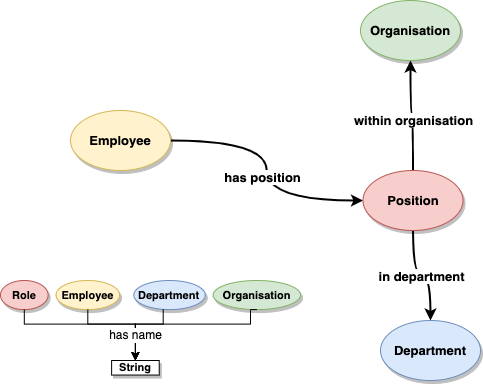 Organisation
within organisation
Employee
has position
Position
in department
Role
Employee
Department
Organisation
has name
String
Department